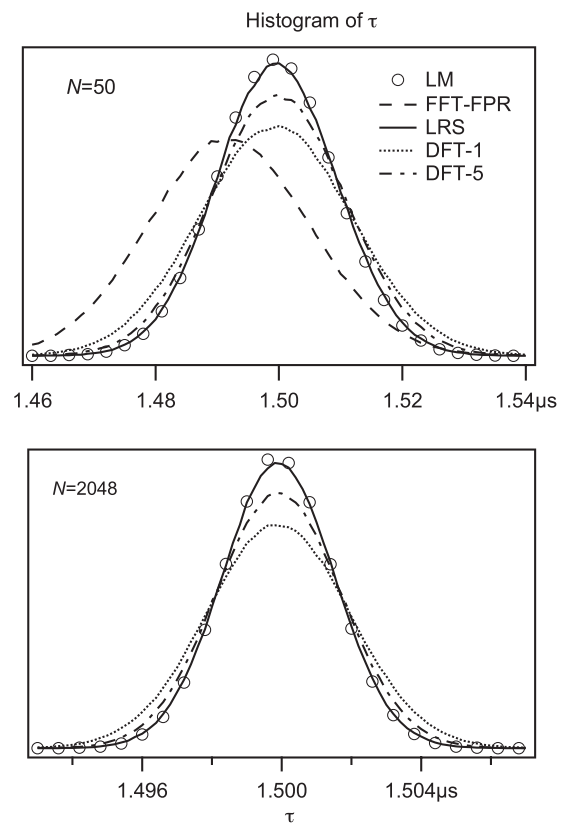 Histogram of τ
N=50
LM
FFT-FPR
LRS
DFT-1
DFT-5
1.46 1.48 1.50 1.52 1.54µs
N=2048
1.496 1.500 1.504µs
τ